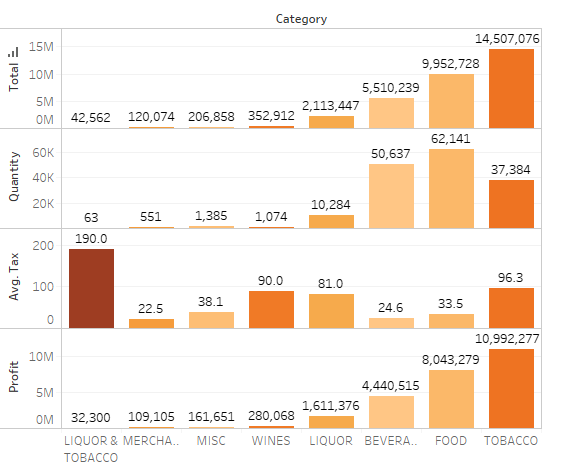 Category
Total
15M
10M
5M
0M
42,562 120,074 206,858 352,912 2,113,447 5,510,239 9,952,728 14,507,076
Quantity
60K
40K
20K
63 551 1,385 1,074 10,284 50,637 62,141 37,384
Avg. Tax
200
100
0
190.0 22.5 38.1 90.0 81.0 24.6 33.5 96.3
Profit
10M
5M
0M
32,300 109,105 161,651 280,068 1,611,376 4,440,515 8,043,279 10,992,277
LIQUOR & MERCHA.. MISC WINES LIQUOR BEVERA.. FOOD TOBACCO
TOBACCO